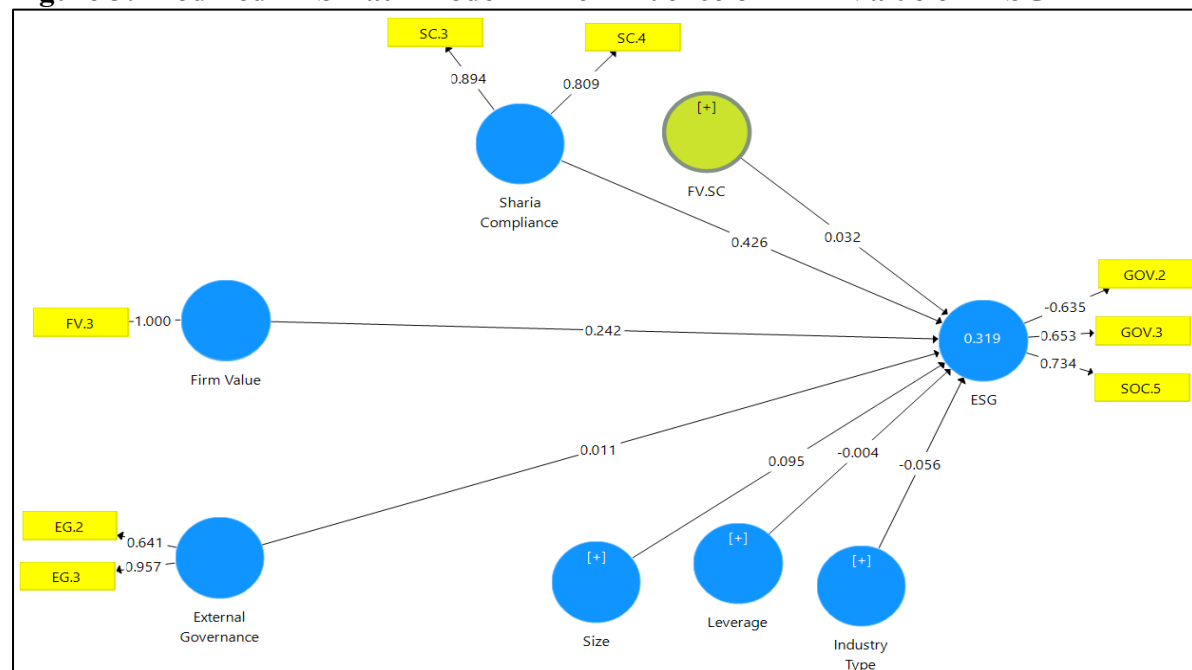 SC.3
SC.4
0.894
0.809
[+]
Sharia
Compliance
FV.SC
0.426
0.032
FV.3
1.000
Firm Value
0.242
0.319
ESG
-0.635
0.653
0.734
GOV.2
GOV.3
SOC.5
0.011
0.095
-0.004
-0.056
EG.2
EG.3
0.641
0.957
External
Governance
[+]
Size
[+]
Leverage
[+]
Industry
Type